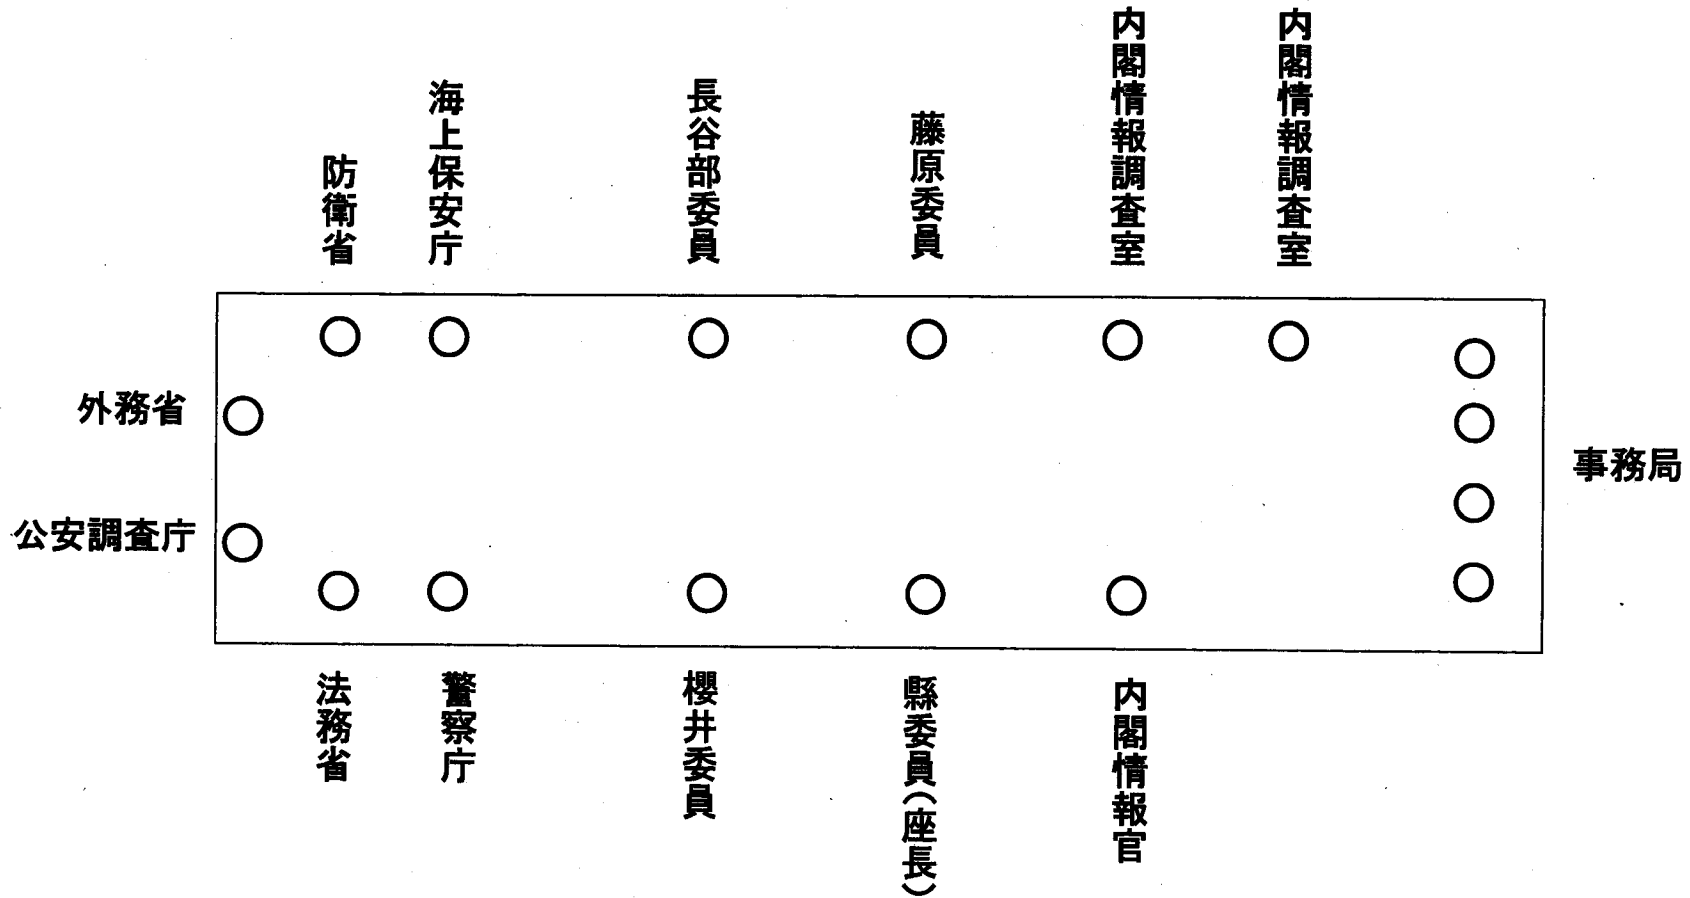 防衛省
海上保安庁
長谷部委員
藤原委員
内閣情報調査室
内閣情報調査室
外務省
公安調査庁
事務局
法務省
警察庁
櫻井委員
縣委員(座長)
内閣情報官